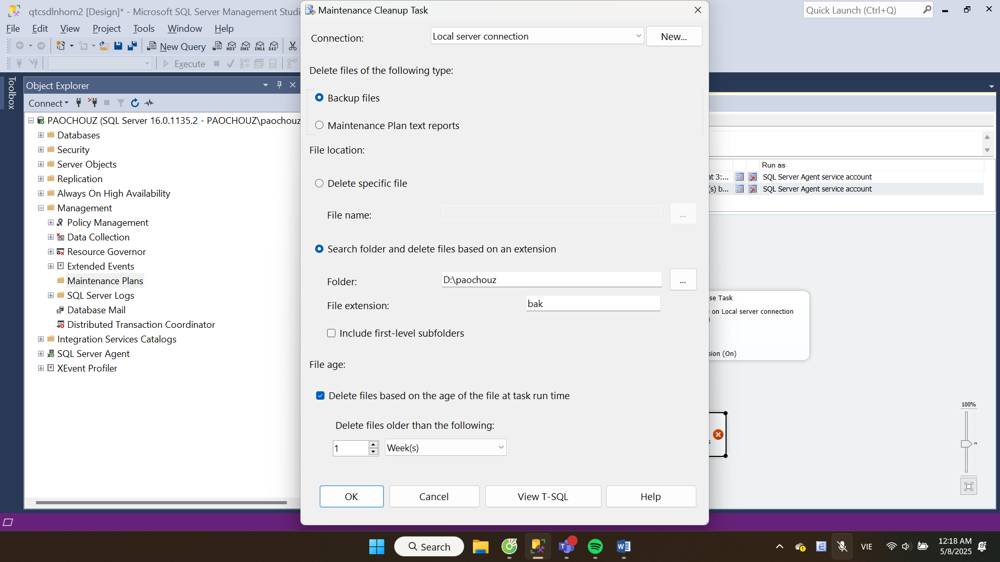 qtcsdlnhom2 [Design]* - Microsoft SQL Server Management Studi
Quick Launch (Ctrl+Q)
File Edit View Project Tools Window Help
New Query
MDX DMX XMLA DAX
Execute
Toolbox
Object Explorer
Connect
PAOCHOUZ (SQL Server 16.0.1135.2 - PAOCHOUZ\paochouz
Databases
Security
Server Objects
Replication
Always On High Availability
Management
Policy Management
Data Collection
Resource Governor
Extended Events
Maintenance Plans
SQL Server Logs
Database Mail
Distributed Transaction Coordinator
Integration Services Catalogs
SQL Server Agent
XEvent Profiler
Maintenance Cleanup Task
Connection:
Local server connection
New...
Delete files of the following type:
Backup files
Maintenance Plan text reports
File location:
Delete specific file
File name:
...
Search folder and delete files based on an extension
Folder:
D:\paochouz
...
File extension:
bak
Include first-level subfolders
File age:
Delete files based on the age of the file at task run time
Delete files older than the following:
1
Week(s)
OK
Cancel
View T-SQL
Help
Run as
at 3:...
SQL Server Agent service account
(s) b...
SQL Server Agent service account
se Task
on Local server connection
sion (On)
s
100%
Search
VIE
12:18 AM
5/8/2025